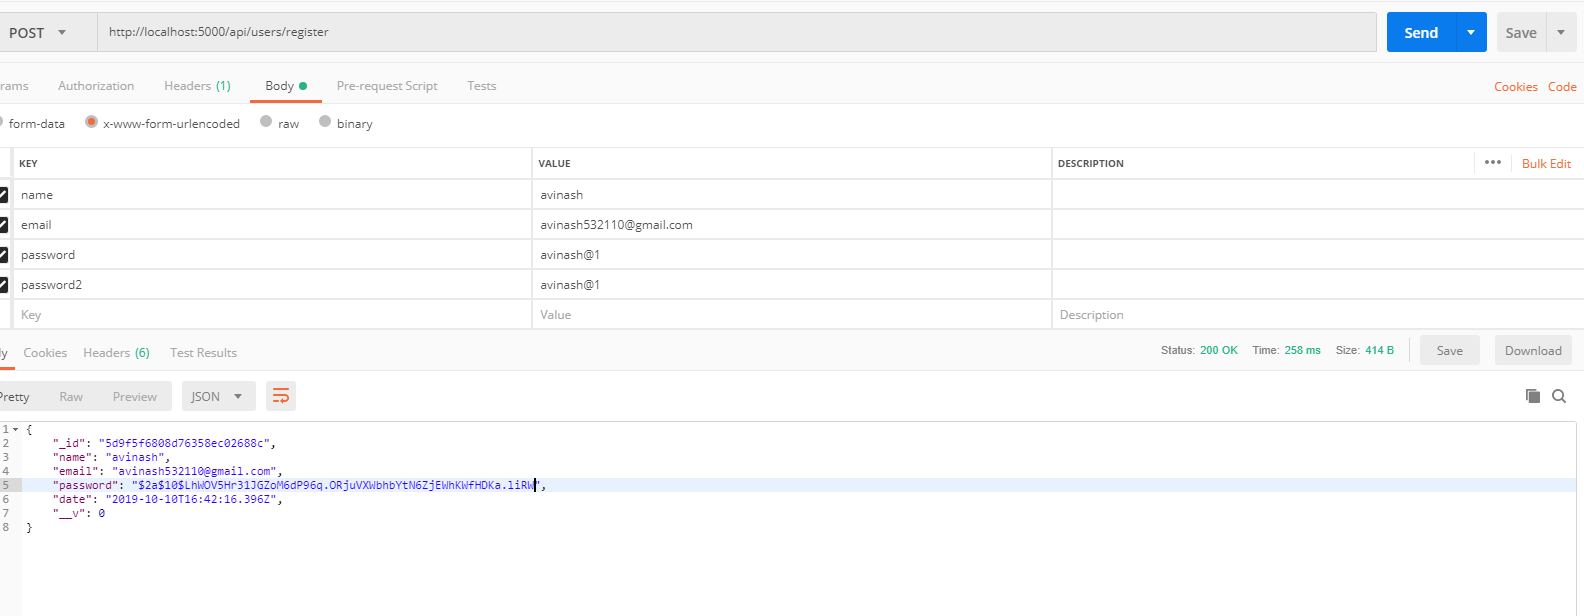 POST http://localhost:5000/api/users/register Send Save
rams Authorization Headers (1) Body Pre-request Script Tests Cookies Code
form-data x-www-form-urlencoded raw binary
KEY VALUE DESCRIPTION ••• Bulk Edit
name avinash
email avinash532110@gmail.com
password avinash@1
password2 avinash@1
Key Value Description
ly Cookies Headers (6) Test Results Status: 200 OK Time: 258 ms Size: 414 B Save Download
Pretty Raw Preview JSON
1 {
2 "_id": "5d9f5f6808d76358ec02688c",
3 "name": "avinash",
4 "email": "avinash532110@gmail.com",
5 "password": "$2a$10$LhWOV5Hr31JGZoM6dP96q.ORjuVXWbhbYtN6ZjEWhKWfHDKa.liRW",
6 "date": "2019-10-10T16:42:16.396Z",
7 "__v": 0
8 }